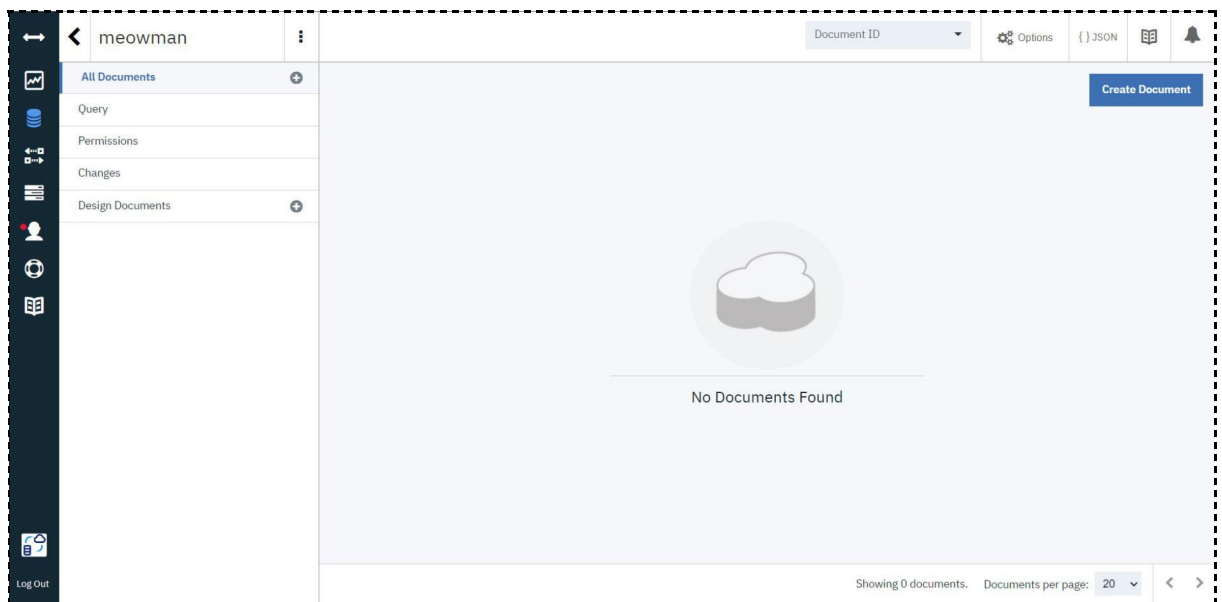 meowman
Document ID
Options
{ } JSON
All Documents
Create Document
Query
Permissions
Changes
Design Documents
No Documents Found
Log Out
Showing 0 documents. Documents per page: 20